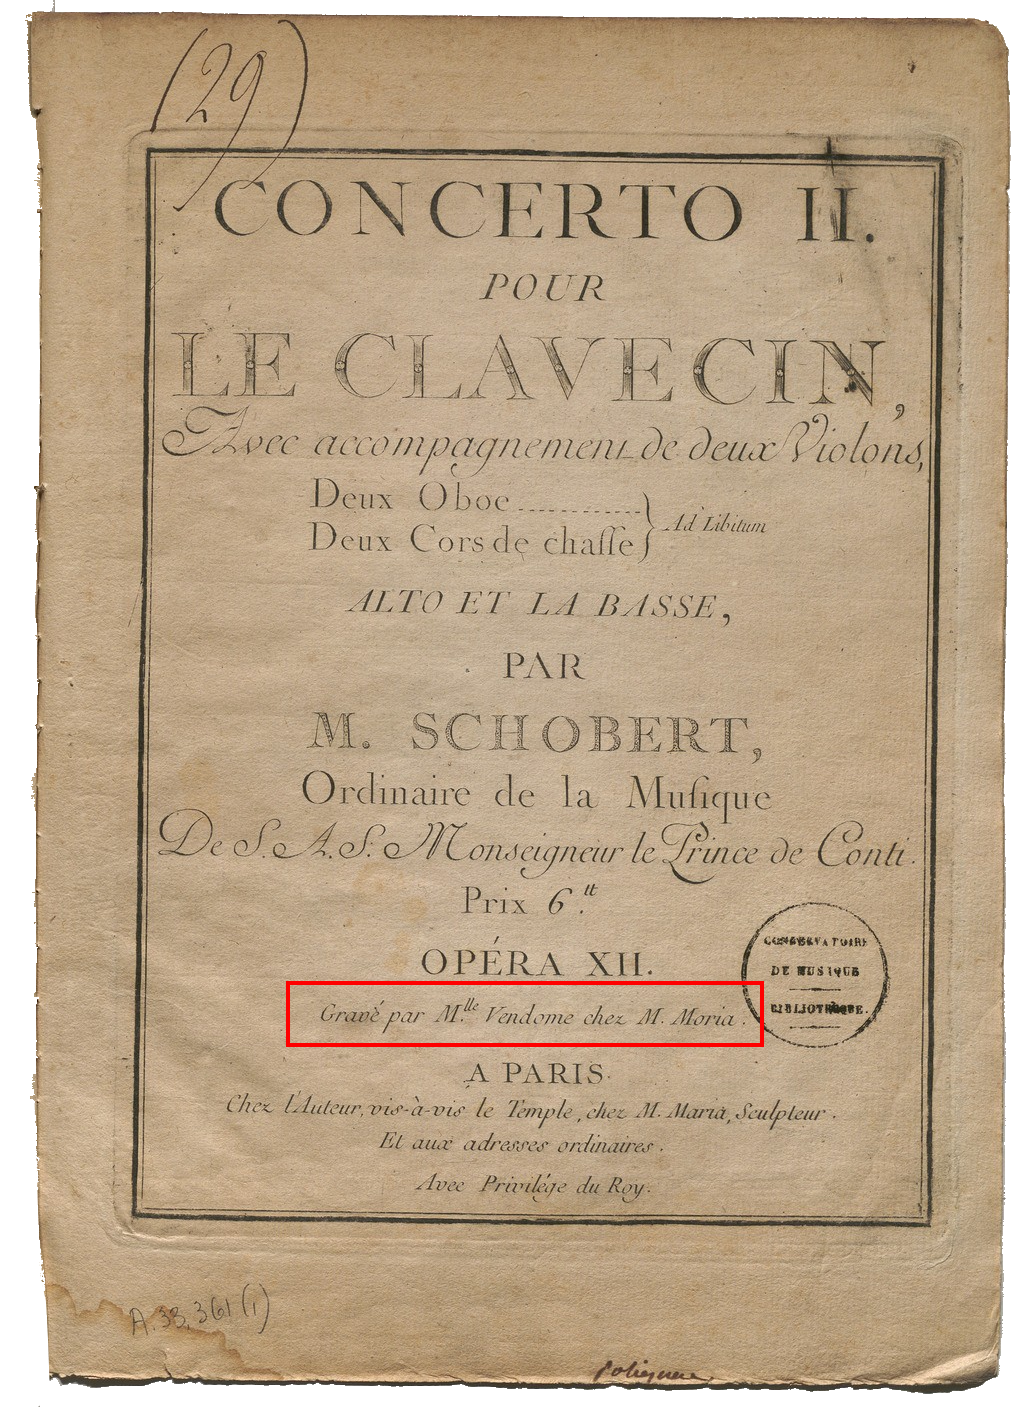 (29)
CONCERTO II.
POUR
LE CLAVECIN,
Avec accompagnement de deux Violons,
Deux Oboe ............ } Ad Libitum
Deux Cors de chasse
ALTO ET LA BASSE,
PAR
M. SCHOBERT,
Ordinaire de la Musique
De S. A. S. Monseigneur le Prince de Conti.
Prix 6.tt
OPÉRA XII.
Gravé par M.lle Vendome chez M. Moria.
CONSERVATOIRE
DE MUSIQUE
BIBLIOTHÈQUE.
A PARIS.
Chez l'Auteur, vis-à-vis le Temple, chez M. Maria, Sculpteur.
Et aux adresses ordinaires.
Avec Privilége du Roy.
A. 33, 361 (1)